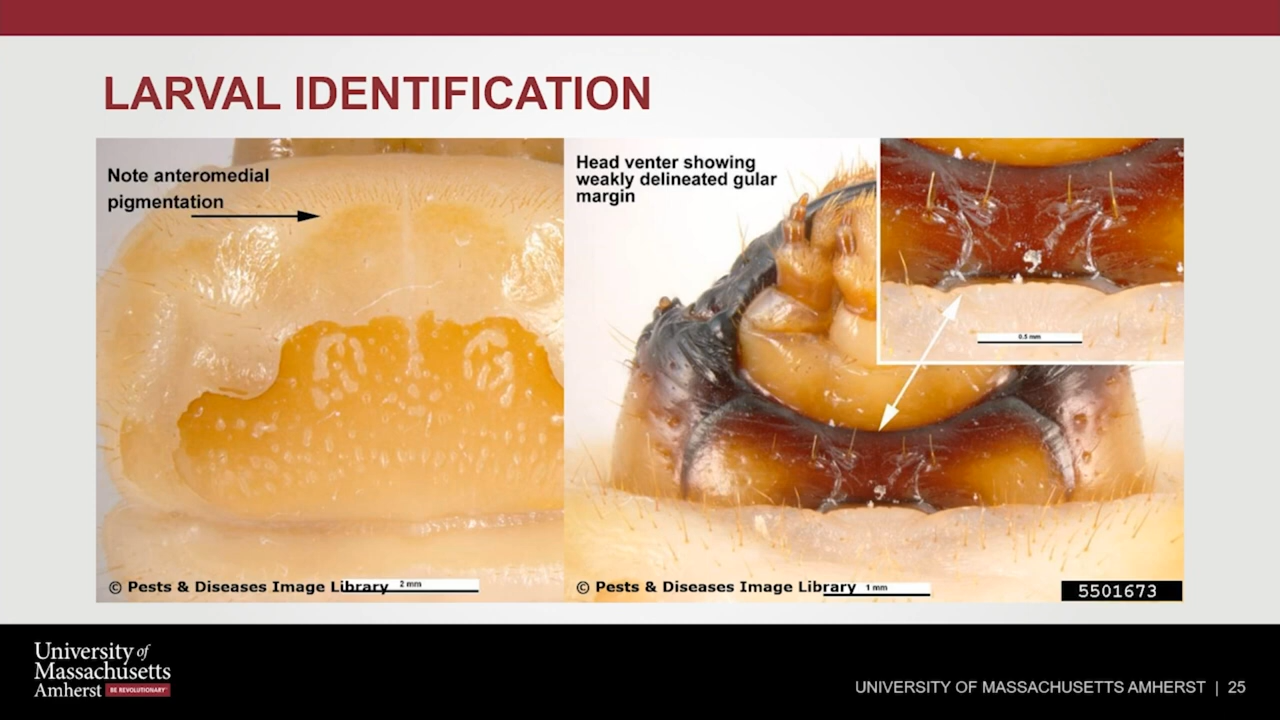 LARVAL IDENTIFICATION
Note anteromedial
pigmentation
© Pests & Diseases Image Library
2 mm
Head venter showing
weakly delineated gular
margin
0.5 mm
© Pests & Diseases Image Library
1 mm
5501673
University of
Massachusetts
Amherst BE REVOLUTIONARY™
UNIVERSITY OF MASSACHUSETTS AMHERST | 25